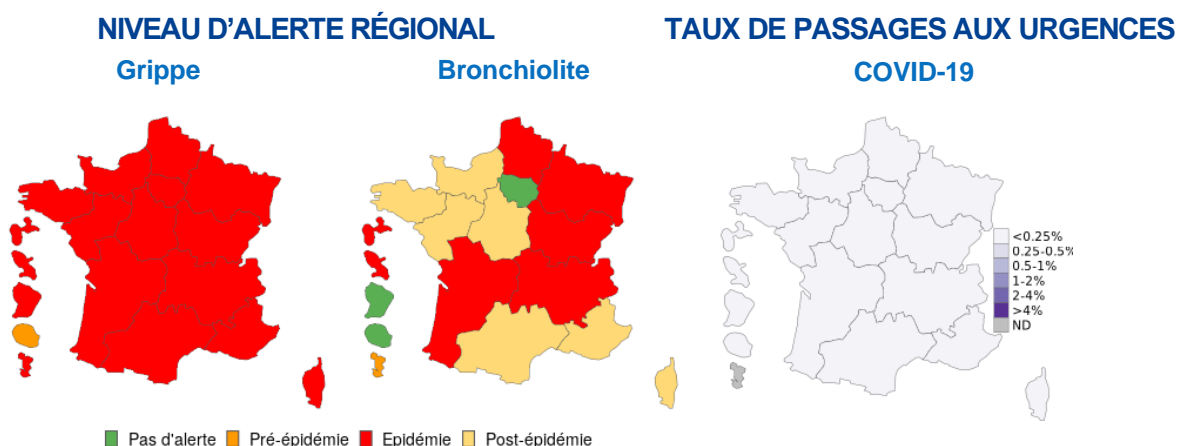 NIVEAU D’ALERTE RÉGIONAL
TAUX DE PASSAGES AUX URGENCES
Grippe
Bronchiolite
COVID-19
<0.25%
0.25-0.5%
0.5-1%
1-2%
2-4%
>4%
ND
Pas d'alerte
Pré-épidémie
Epidémie
Post-épidémie